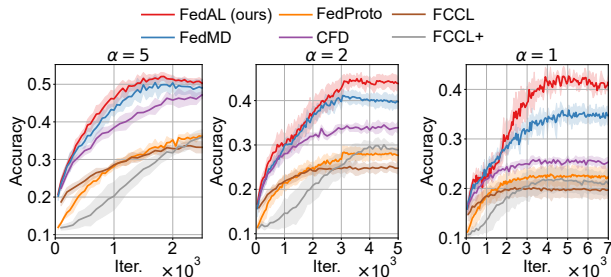 FedAL (ours) FedProto FCCL
FedMD CFD FCCL+
α = 5 α = 2 α = 1
Accuracy Accuracy Accuracy
0.5 0.4 0.3 0.2 0.1
0.4 0.3 0.2 0.1
0.4 0.3 0.2 0.1
0 1000 2000
0 1 2 3 4 5
0 1 2 3 4 5 6 7
Iter. ×10³ Iter. ×10³ Iter. ×10³